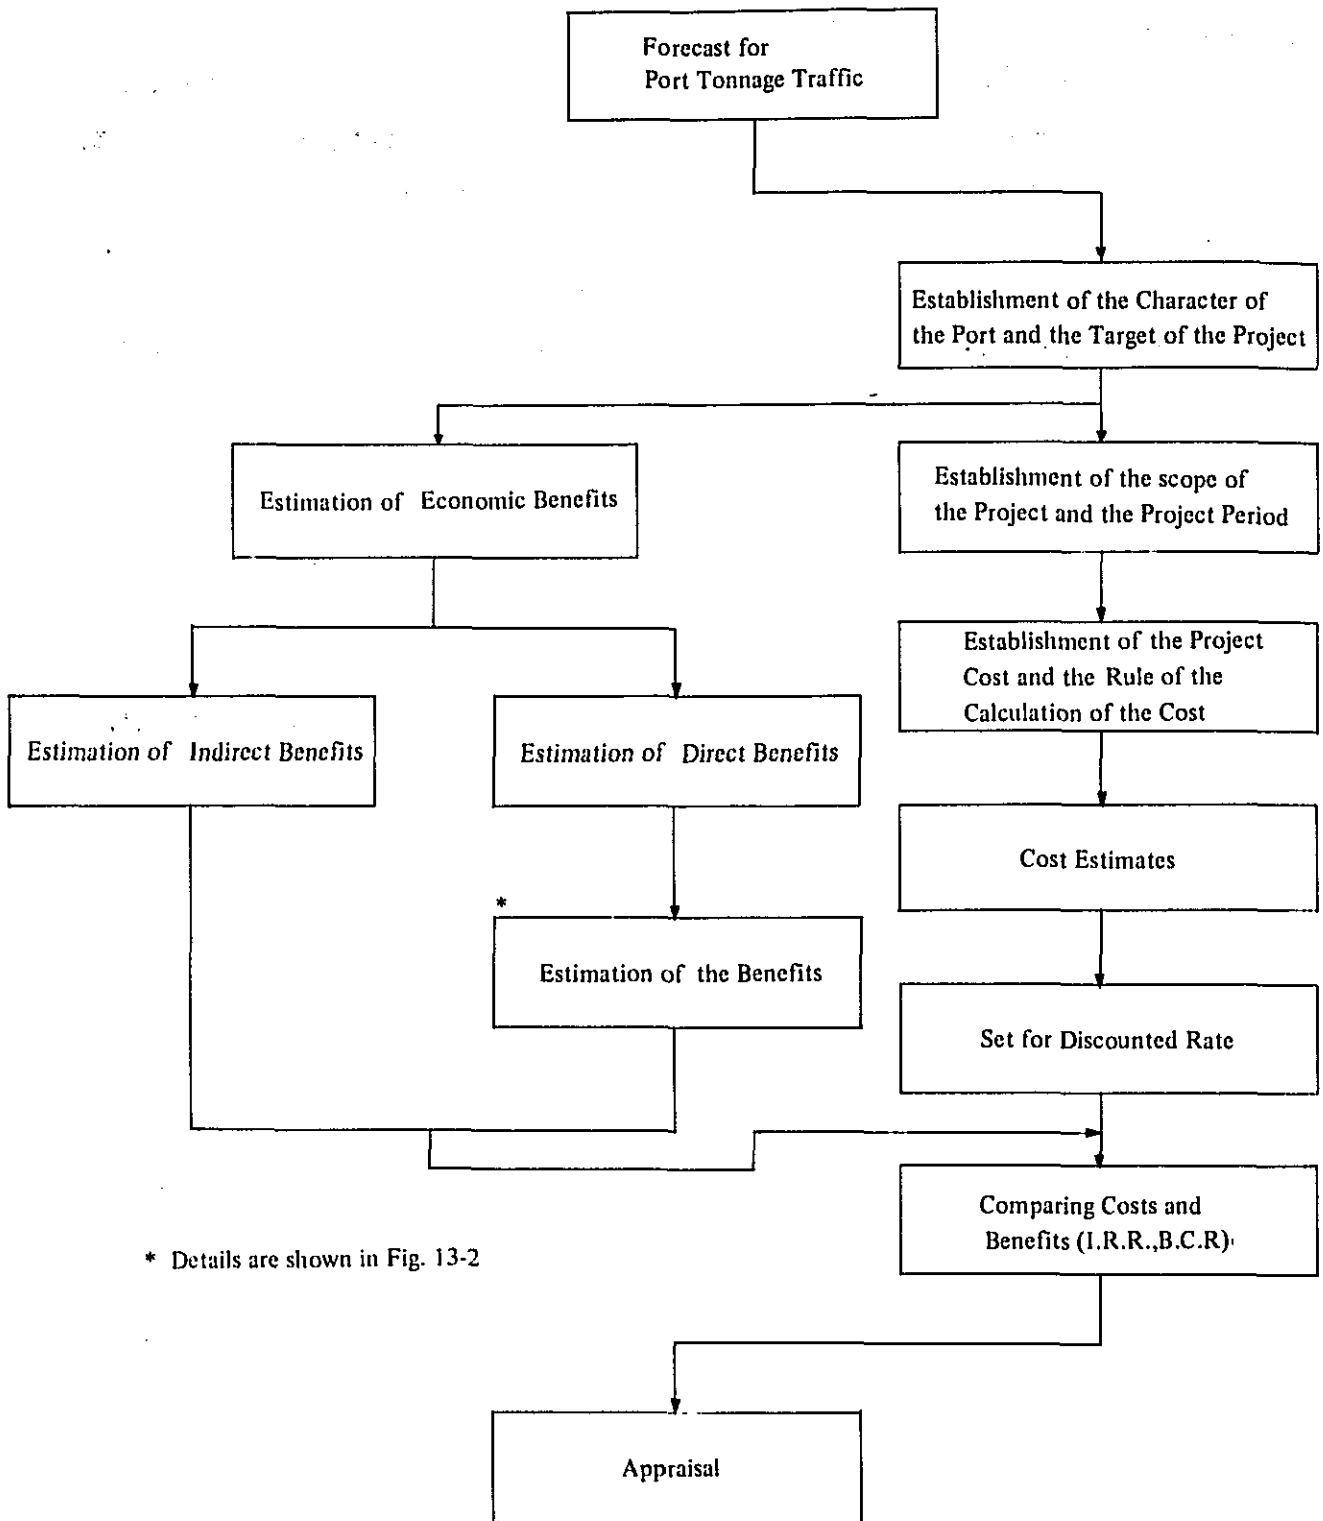 Forecast for
Port Tonnage Traffic
Establishment of the Character of
the Port and the Target of the Project
Estimation of Economic Benefits
Establishment of the scope of
the Project and the Project Period
Establishment of the Project
Cost and the Rule of the
Calculation of the Cost
Estimation of Indirect Benefits
Estimation of Direct Benefits
Cost Estimates
*
Estimation of the Benefits
Set for Discounted Rate
Comparing Costs and
Benefits (I.R.R.,B.C.R)
* Details are shown in Fig. 13-2
Appraisal